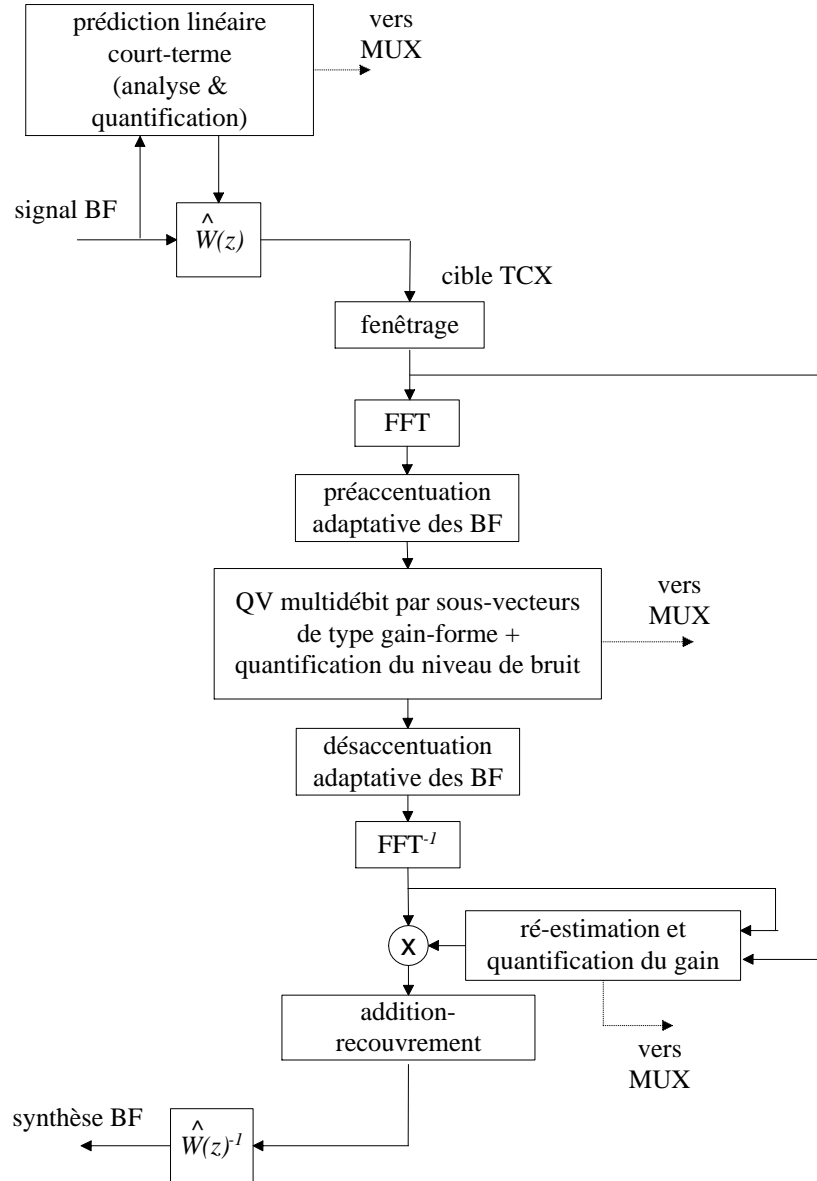 prédiction linéaire
court-terme
(analyse &
quantification)
vers
MUX
signal BF
Ŵ(z)
cible TCX
fenêtrage
FFT
préaccentuation
adaptative des BF
QV multidébit par sous-vecteurs
de type gain-forme +
quantification du niveau de bruit
vers
MUX
désaccentuation
adaptative des BF
FFT⁻¹
X
ré-estimation et
quantification du gain
addition-
recouvrement
vers
MUX
synthèse BF
Ŵ(z)⁻¹